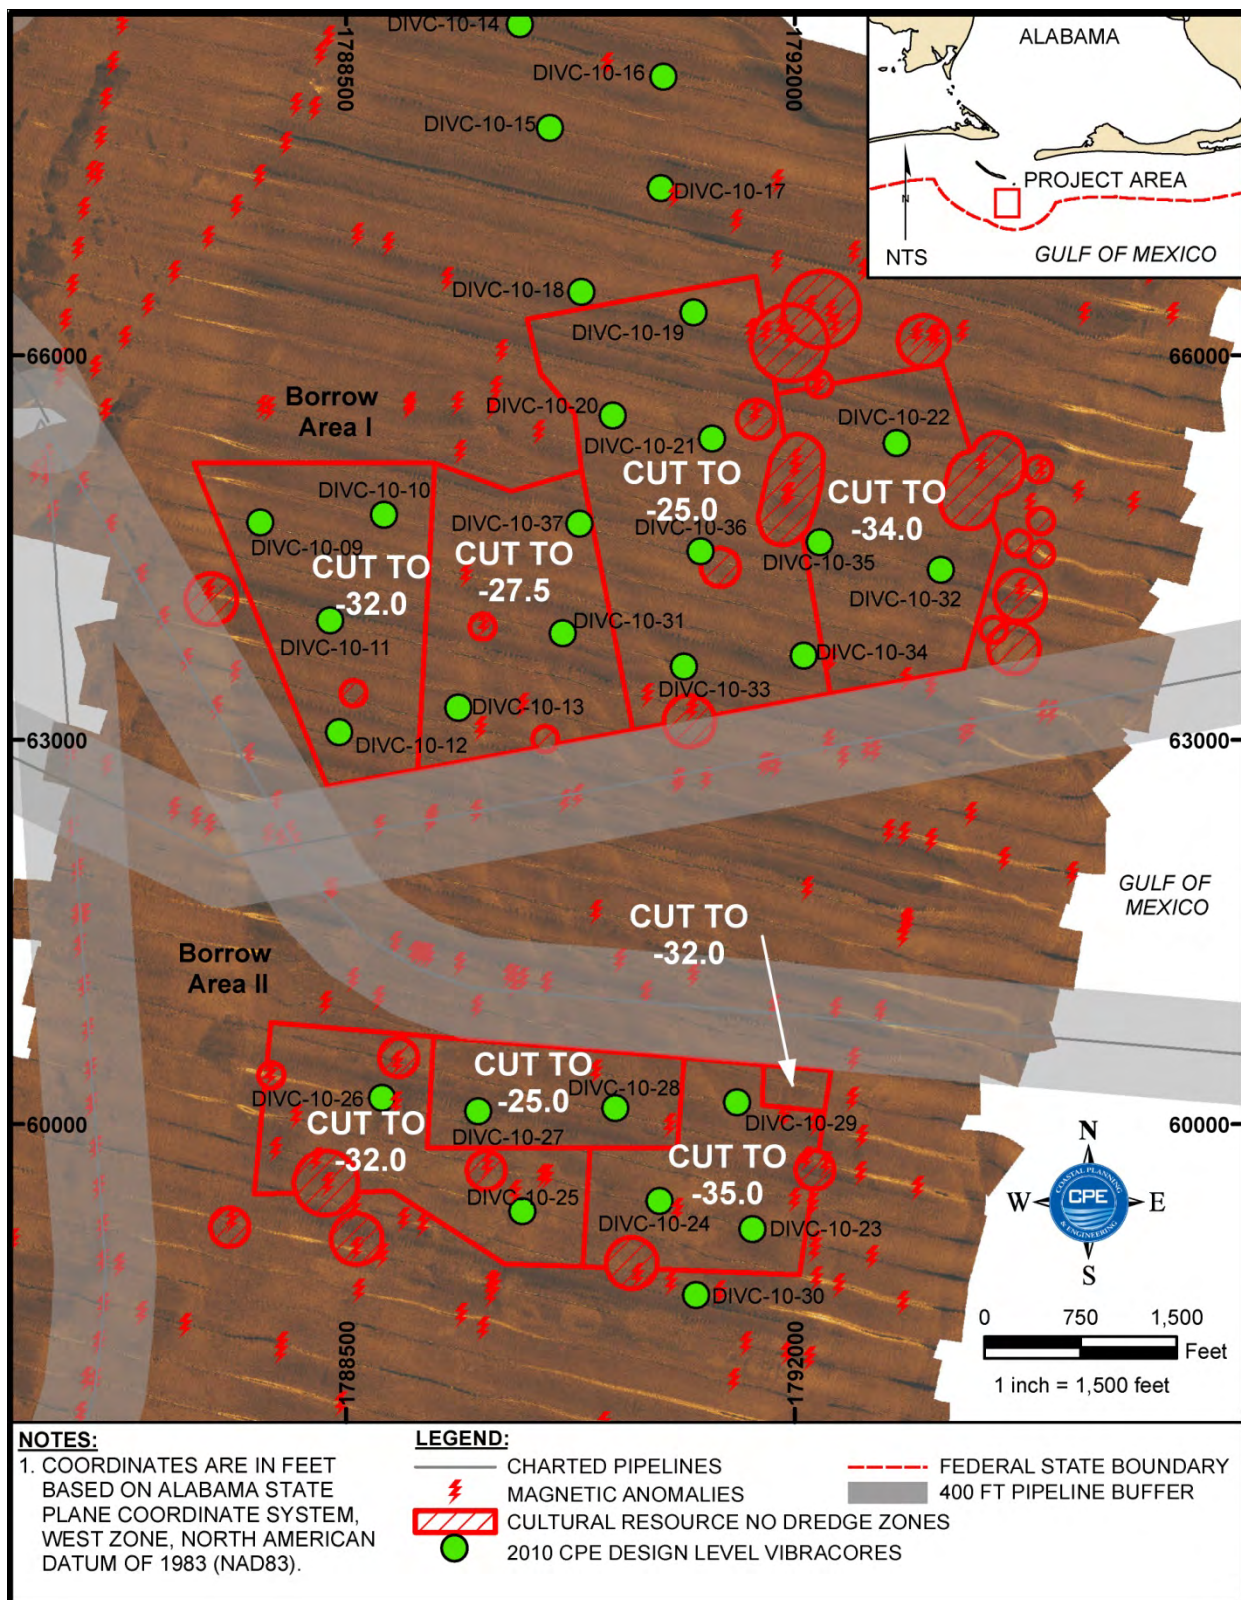 DIVC-10-14
1788500
1792000
ALABAMA
DIVC-10-16
DIVC-10-15
DIVC-10-17
PROJECT AREA
N
NTS
GULF OF MEXICO
DIVC-10-18
DIVC-10-19
66000
66000
Borrow
Area I
DIVC-10-20
DIVC-10-21
DIVC-10-22
CUT TO
-25.0
CUT TO
-34.0
DIVC-10-10
DIVC-10-09
DIVC-10-37
DIVC-10-36
DIVC-10-35
DIVC-10-32
CUT TO
-32.0
CUT TO
-27.5
DIVC-10-11
DIVC-10-31
DIVC-10-34
DIVC-10-33
DIVC-10-13
DIVC-10-12
63000
63000
GULF OF
MEXICO
CUT TO
-32.0
Borrow
Area II
CUT TO
-25.0
DIVC-10-26
DIVC-10-28
DIVC-10-29
DIVC-10-27
60000
60000
CUT TO
-32.0
CUT TO
-35.0
DIVC-10-25
DIVC-10-24
DIVC-10-23
DIVC-10-30
N
W
E
S
COASTAL PLANNING
CPE
& ENGINEERING
1788500
1792000
0 750 1,500
Feet
1 inch = 1,500 feet
NOTES:
1. COORDINATES ARE IN FEET
BASED ON ALABAMA STATE
PLANE COORDINATE SYSTEM,
WEST ZONE, NORTH AMERICAN
DATUM OF 1983 (NAD83).
LEGEND:
CHARTED PIPELINES
MAGNETIC ANOMALIES
CULTURAL RESOURCE NO DREDGE ZONES
2010 CPE DESIGN LEVEL VIBRACORES
FEDERAL STATE BOUNDARY
400 FT PIPELINE BUFFER